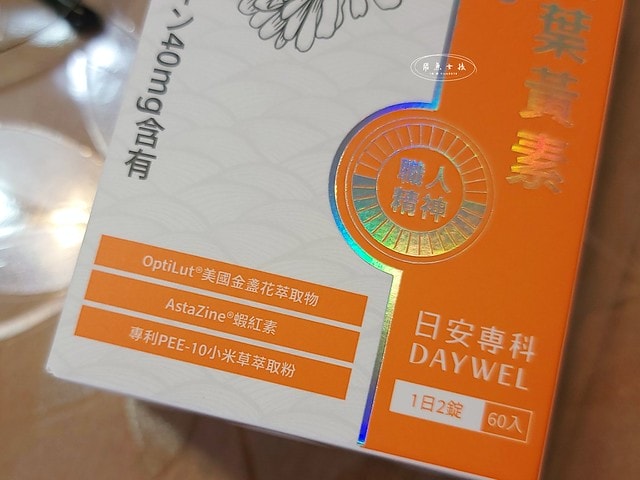 ン40mg含有
葉黃素
職人
精神
OptiLut®美國金盞花萃取物
AstaZine®蝦紅素
專利PEE-10小米草萃取粉
日安專科
DAYWEL
1日2錠
60入